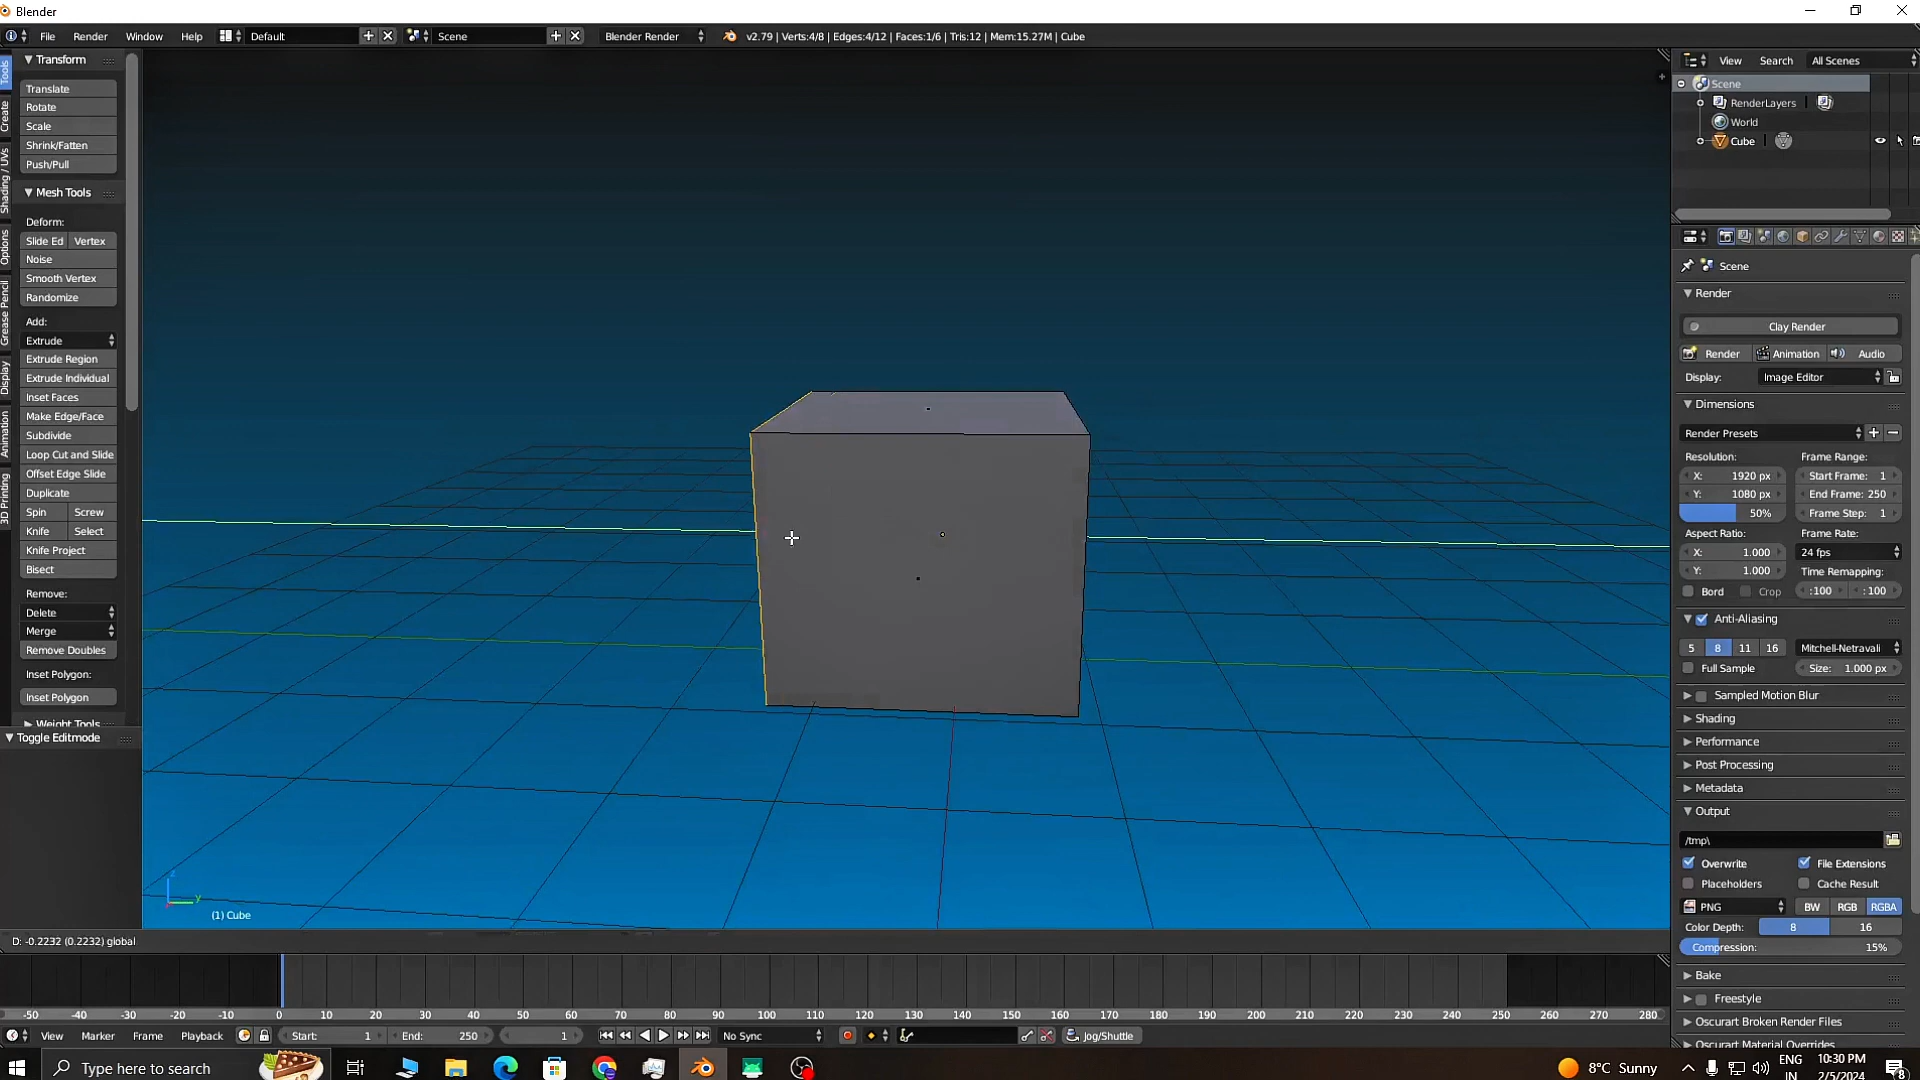 Blender
File Render Window Help Default Scene Blender Render v2.79 | Verts:4/8 | Edges:4/12 | Faces:1/6 | Tris:12 | Mem:15.27M | Cube
Tools
Create
Shading / UVs
Options
Grease Pencil
Display
Animation
3D Printing
Transform
Translate
Rotate
Scale
Shrink/Fatten
Push/Pull
Mesh Tools
Deform:
Slide Ed Vertex
Noise
Smooth Vertex
Randomize
Add:
Extrude
Extrude Region
Extrude Individual
Inset Faces
Make Edge/Face
Subdivide
Loop Cut and Slide
Offset Edge Slide
Duplicate
Spin Screw
Knife Select
Knife Project
Bisect
Remove:
Delete
Merge
Remove Doubles
Inset Polygon:
Inset Polygon
Weight Tools
Toggle Editmode
z
y
(1) Cube
D: -0.2232 (0.2232) global
View Search All Scenes
Scene
RenderLayers
World
Cube
Scene
Render
Clay Render
Render Animation Audio
Display: Image Editor
Dimensions
Render Presets
Resolution: Frame Range:
X: 1920 px Start Frame: 1
Y: 1080 px End Frame: 250
50% Frame Step: 1
Aspect Ratio: Frame Rate:
X: 1.000 24 fps
Y: 1.000 Time Remapping:
Bord Crop :100 :100
Anti-Aliasing
5 8 11 16 Mitchell-Netravali
Full Sample Size: 1.000 px
Sampled Motion Blur
Shading
Performance
Post Processing
Metadata
Output
/tmp\
Overwrite File Extensions
Placeholders Cache Result
PNG BW RGB RGBA
Color Depth: 8 16
Compression: 15%
Bake
Freestyle
Oscurart Broken Render Files
Oscurart Material Overrides
-50 -40 -30 -20 -10 0 10 20 30 40 50 60 70 80 90 100 110 120 130 140 150 160 170 180 190 200 210 220 230 240 250 260 270 280
View Marker Frame Playback Start: 1 End: 250 1 No Sync Jog/Shuttle
Type here to search
8°C Sunny
ENG
IN
10:30 PM
2/5/2024
8